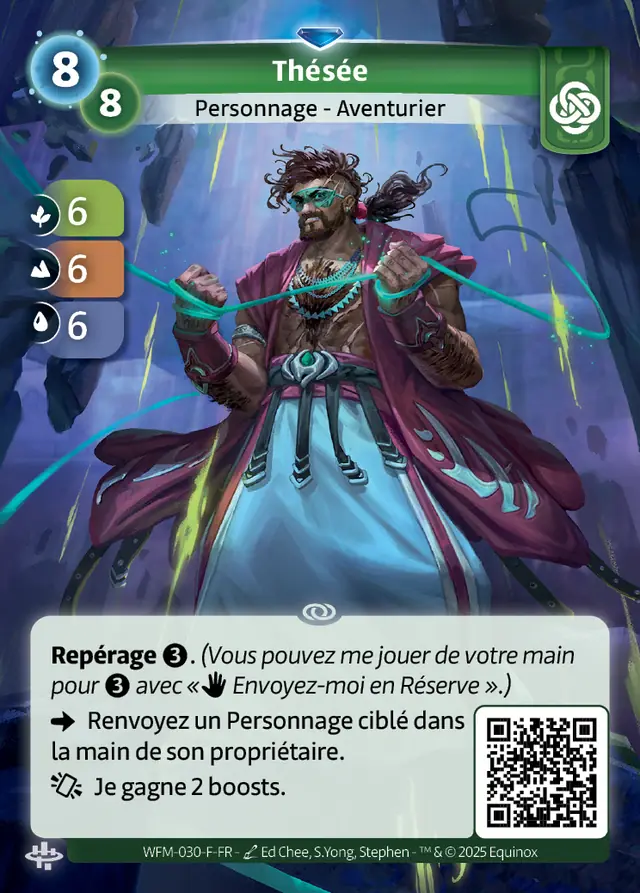 8
8
Thésée
Personnage - Aventurier
6
6
6
Repérage 3. (Vous pouvez me jouer de votre main
pour 3 avec « Envoyez-moi en Réserve ».)
Renvoyez un Personnage ciblé dans
la main de son propriétaire.
Je gagne 2 boosts.
WFM-030-F-FR - Ed Chee, S.Yong, Stephen - ™ & © 2025 Equinox